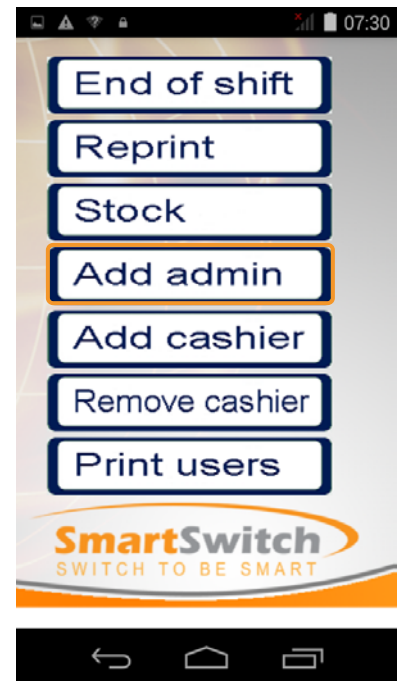 07:30
End of shift
Reprint
Stock
Add admin
Add cashier
Remove cashier
Print users
SmartSwitch
SWITCH TO BE SMART